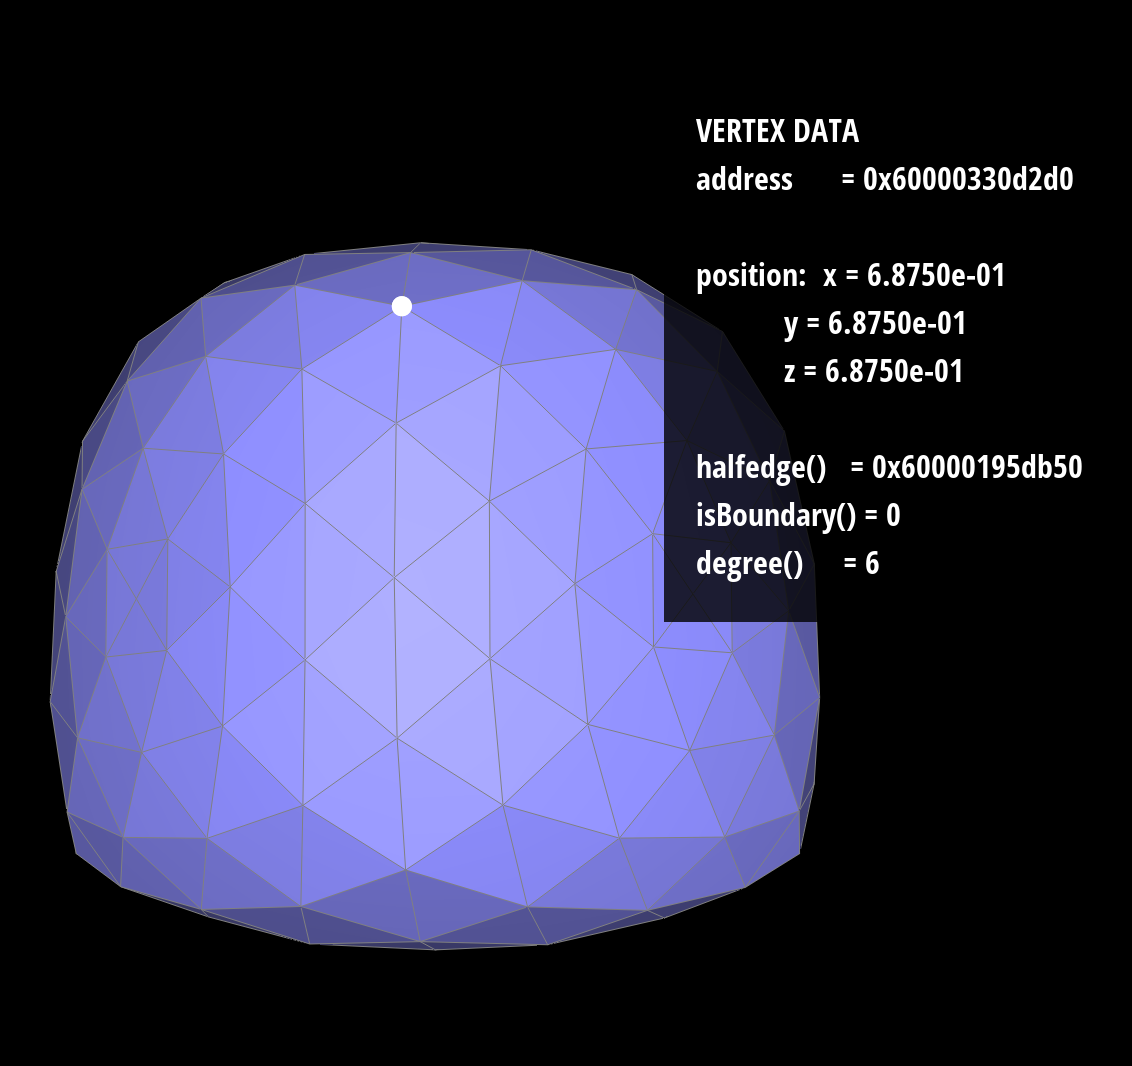 VERTEX DATA
address = 0x60000330d2d0
position: x = 6.8750e-01
y = 6.8750e-01
z = 6.8750e-01
halfedge() = 0x60000195db50
isBoundary() = 0
degree() = 6